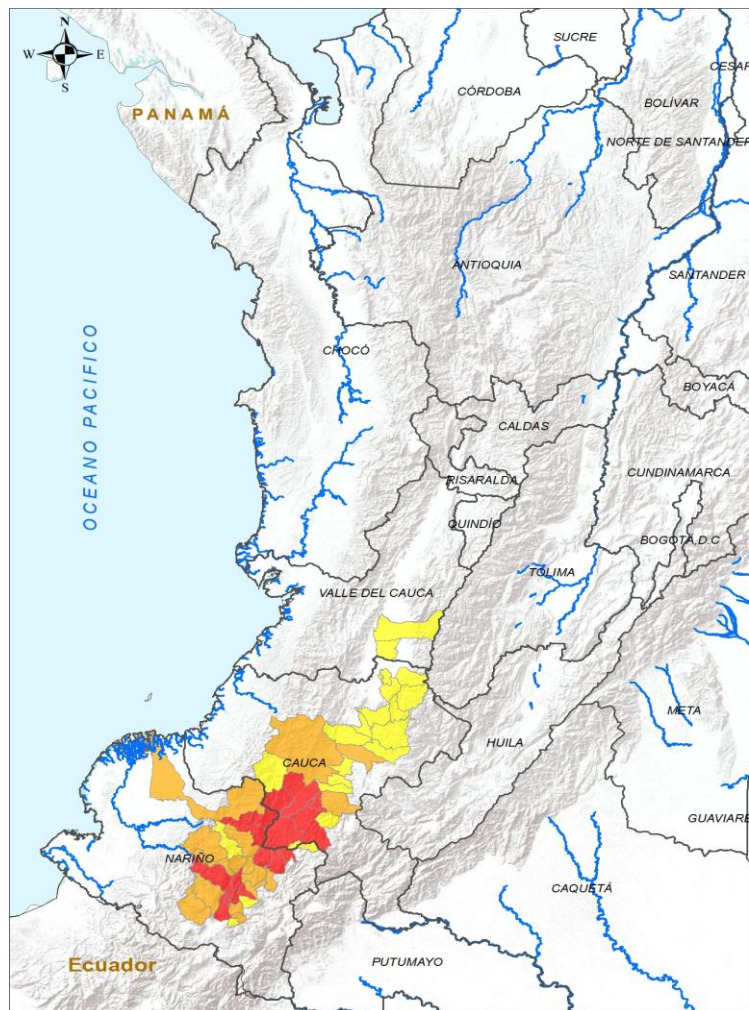 N
W E
S
SUCRE
CESAR
CÓRDOBA
BOLÍVAR
PANAMÁ
NORTE DE SANTANDER
ANTIOQUIA
SANTANDER
CHOCÓ
BOYACÁ
OCEANO PACIFICO
CALDAS
CUNDINAMARCA
RISARALDA
QUINDÍO
BOGOTÁ,D.C
TOLIMA
VALLE DEL CAUCA
META
HUILA
CAUCA
GUAVIARE
NARIÑO
CAQUETÁ
PUTUMAYO
Ecuador